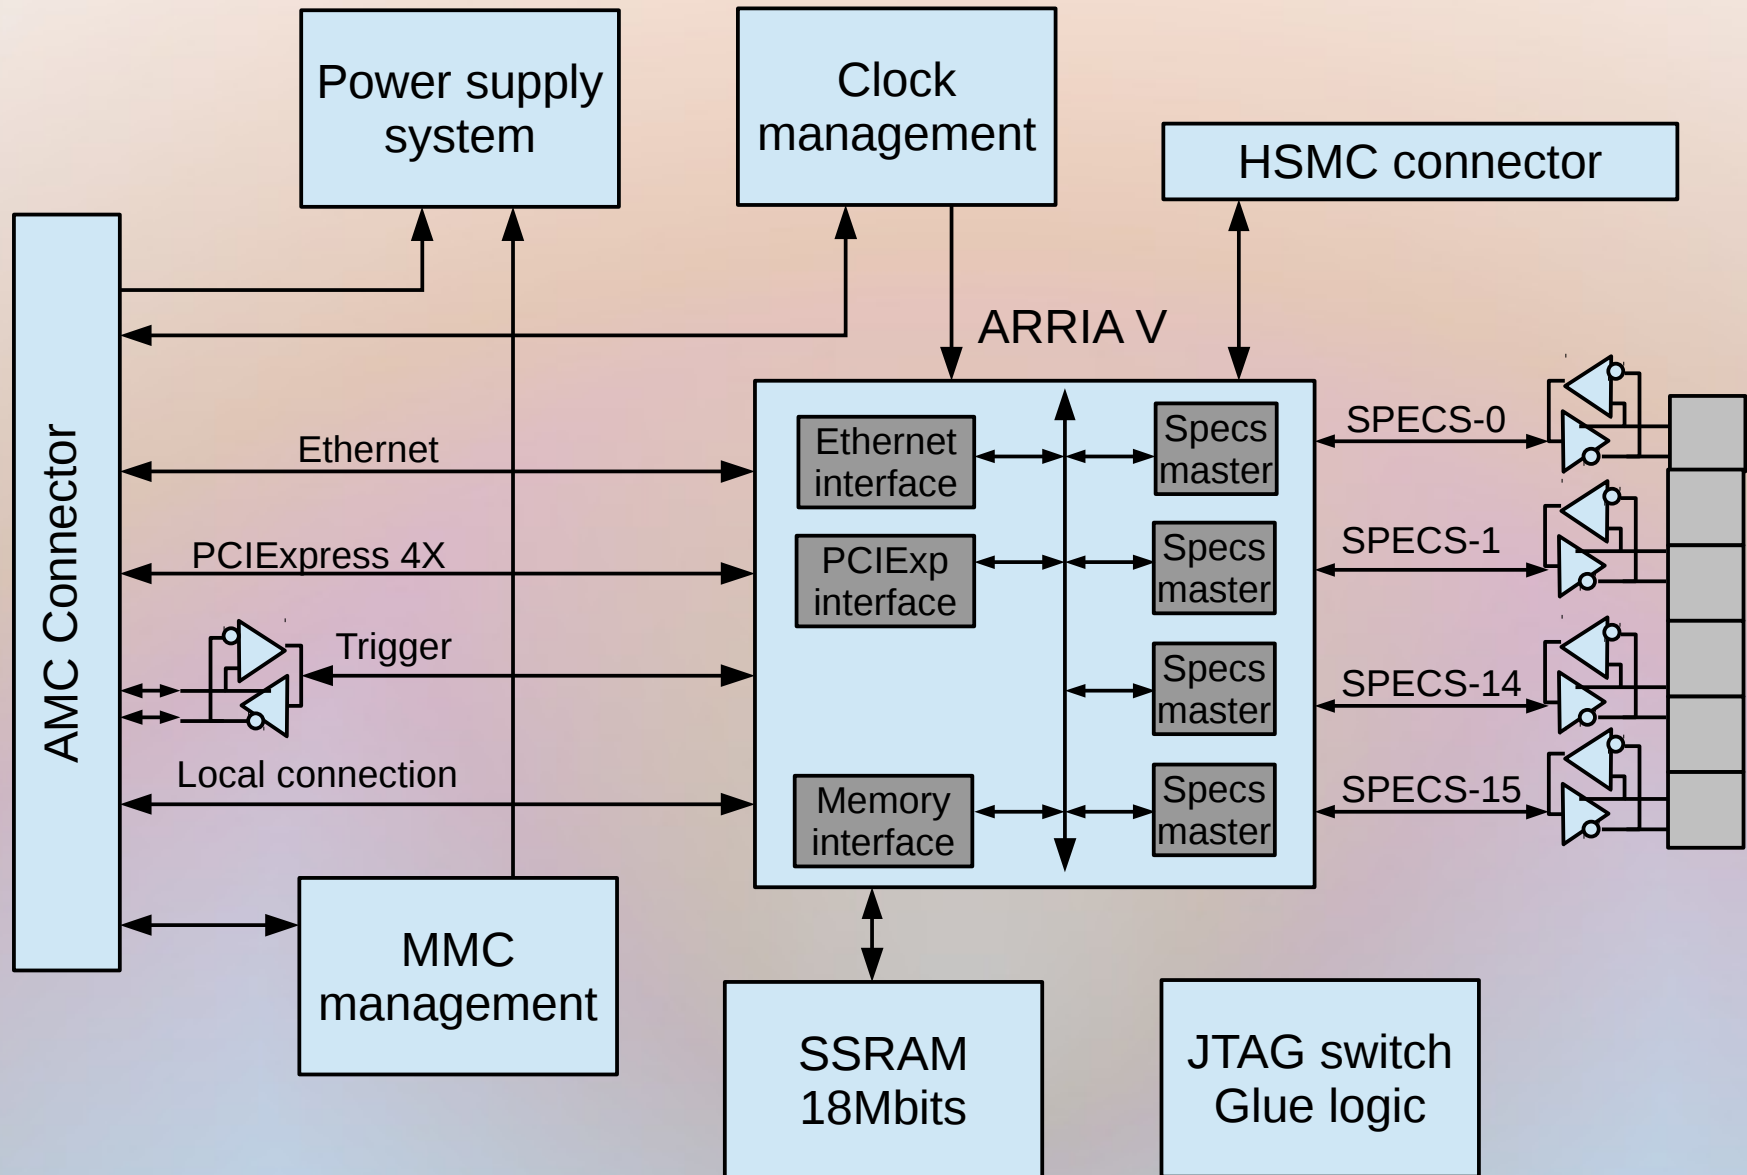 Power supply
system
Clock
management
HSMC connector
ARRIA V
AMC Connector
Ethernet
PCIExpress 4X
Trigger
Local connection
Ethernet
interface
PCIExp
interface
Memory
interface
Specs
master
Specs
master
Specs
master
Specs
master
SPECS-0
SPECS-1
SPECS-14
SPECS-15
MMC
management
SSRAM
18Mbits
JTAG switch
Glue logic